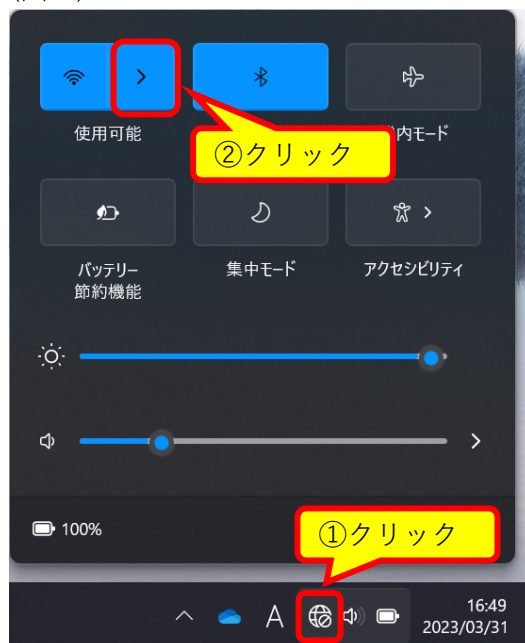 使用可能
②クリック
内モード
バッテリー
節約機能
集中モード
アクセシビリティ
100%
①クリック
A
16:49
2023/03/31